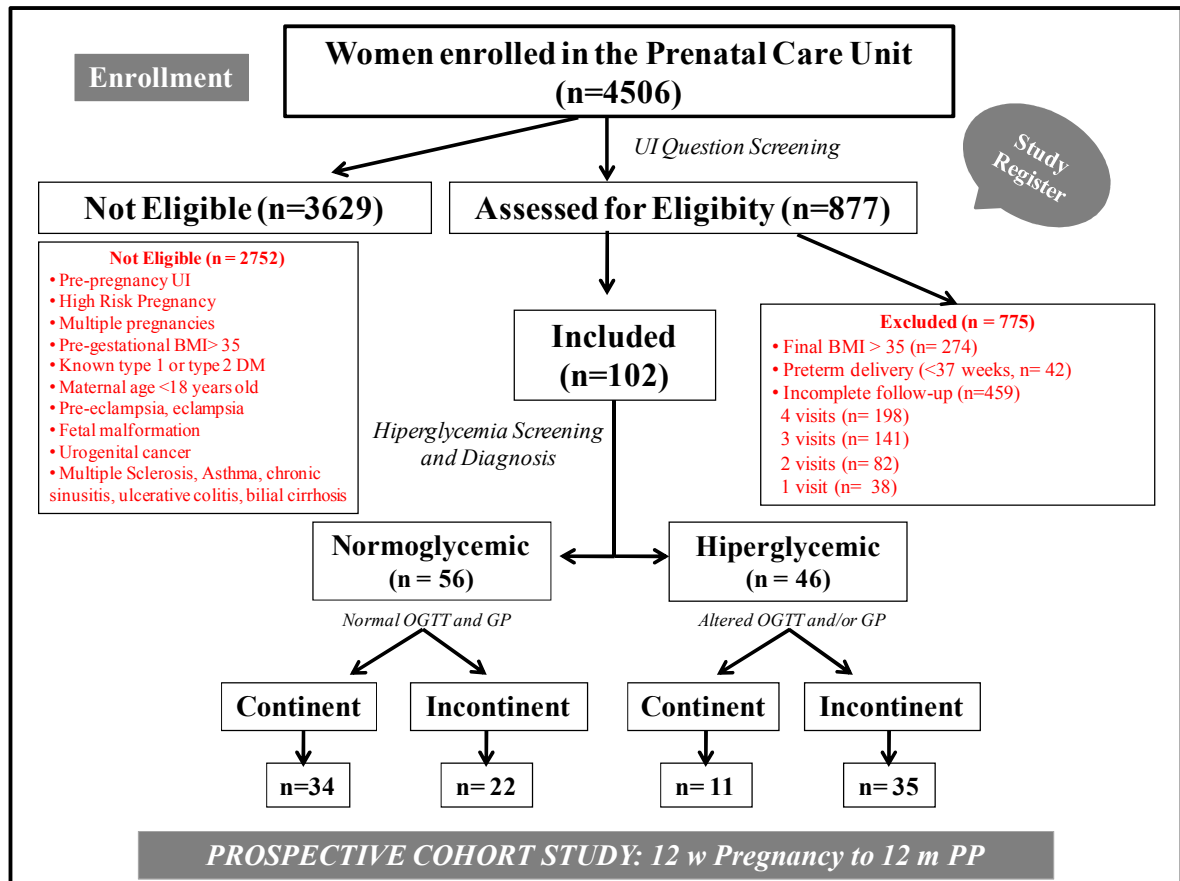 Women enrolled in the Prenatal Care Unit
(n=4506)
Enrollment
UI Question Screening
Study
Register
Not Eligible (n=3629)
Assessed for Eligibity (n=877)
Not Eligible (n = 2752)
• Pre-pregnancy UI
• High Risk Pregnancy
• Multiple pregnancies
• Pre-gestational BMI> 35
• Known type 1 or type 2 DM
• Maternal age <18 years old
• Pre-eclampsia, eclampsia
• Fetal malformation
• Urogenital cancer
• Multiple Sclerosis, Asthma, chronic
sinusitis, ulcerative colitis, bilial cirrhosis
Included
(n=102)
Excluded (n = 775)
• Final BMI > 35 (n= 274)
• Preterm delivery (<37 weeks, n= 42)
• Incomplete follow-up (n=459)
4 visits (n= 198)
3 visits (n= 141)
2 visits (n= 82)
1 visit (n= 38)
Hiperglycemia Screening
and Diagnosis
Normoglycemic
(n = 56)
Hiperglycemic
(n = 46)
Normal OGTT and GP
Altered OGTT and/or GP
Continent
Incontinent
Continent
Incontinent
n=34
n=22
n=11
n=35
PROSPECTIVE COHORT STUDY: 12 w Pregnancy to 12 m PP